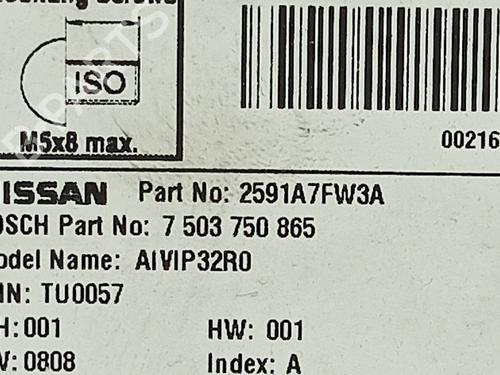 ISO
M5x8 max.
00216
NISSAN Part No: 2591A7FW3A
OSCH Part No: 7 503 750 865
odel Name: AIVIP32R0
IN: TU0057
H:001 HW: 001
V:0808 Index: A